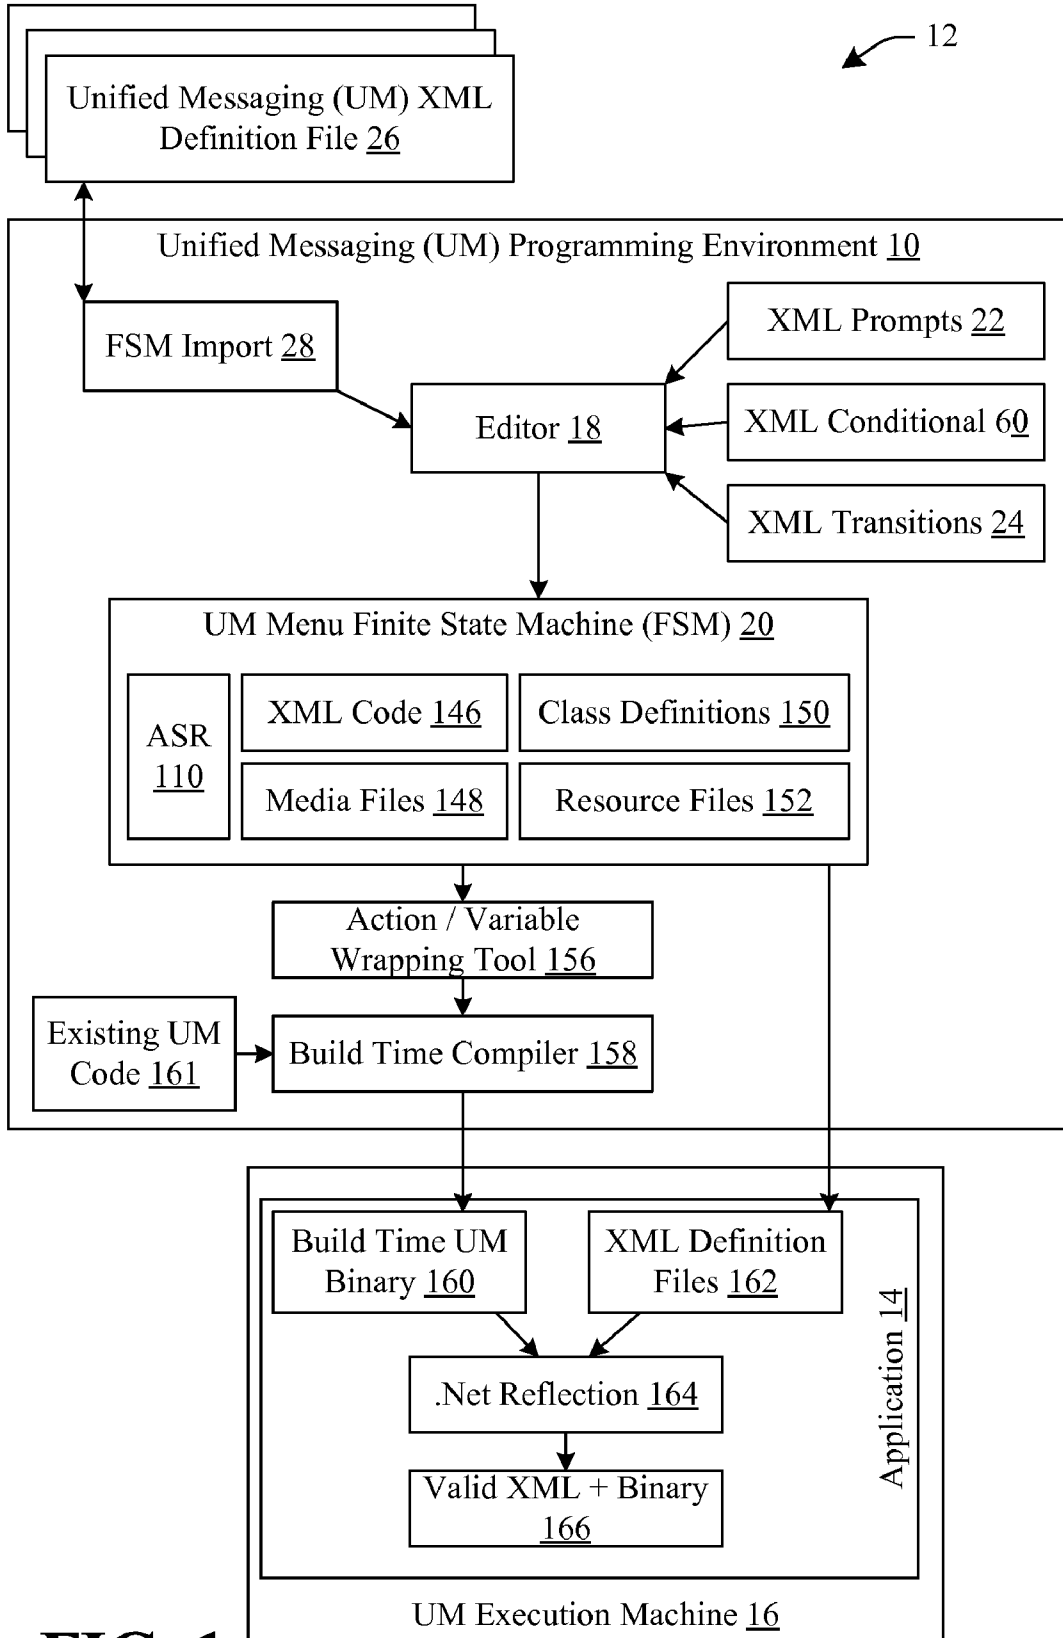 12
Unified Messaging (UM) XML
Definition File 26
Unified Messaging (UM) Programming Environment 10
FSM Import 28
XML Prompts 22
Editor 18
XML Conditional 60
XML Transitions 24
UM Menu Finite State Machine (FSM) 20
ASR
110
XML Code 146
Class Definitions 150
Media Files 148
Resource Files 152
Action / Variable
Wrapping Tool 156
Existing UM
Code 161
Build Time Compiler 158
Build Time UM
Binary 160
XML Definition
Files 162
.Net Reflection 164
Valid XML + Binary
166
Application 14
UM Execution Machine 16
FIG. 1